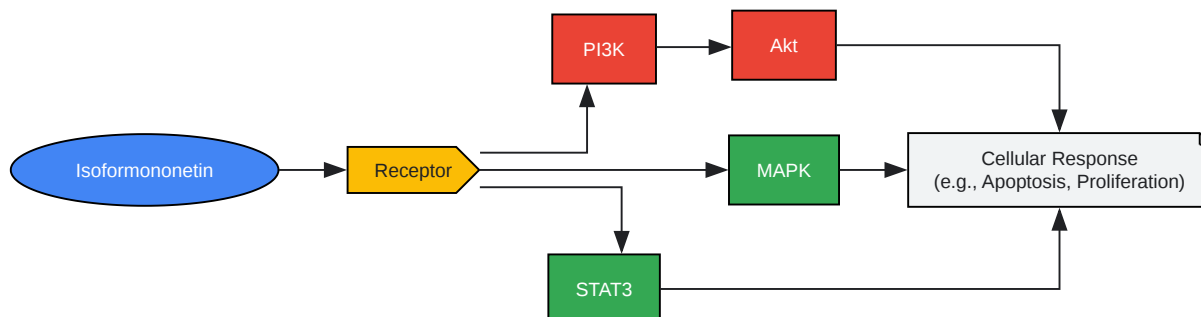 PI3K
Akt
Isoformononetin
Receptor
MAPK
Cellular Response
(e.g., Apoptosis, Proliferation)
STAT3